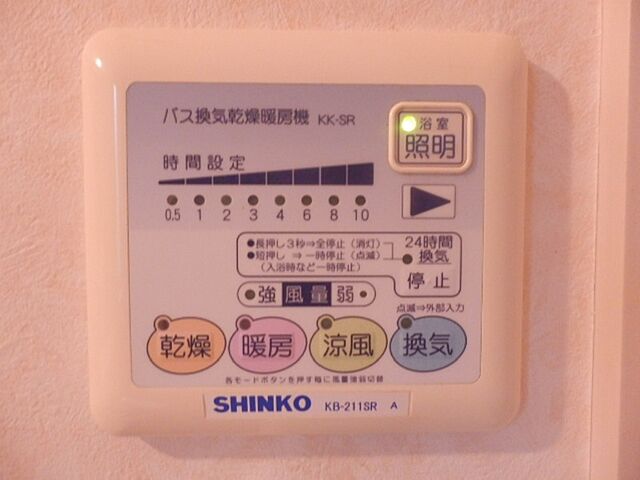 バス換気乾燥暖房機 KK-SR
浴室
照明
時間設定
0.5 1 2 3 4 6 8 10
●長押し3秒⇒全停止（消灯）
●短押し ⇒一時停止（点滅）
（入浴時など一時停止）
24時間
換気
停止
強 風量 弱
点滅⇒外部入力
乾燥 暖房 涼風 換気
各モードボタンを押す毎に風量強弱切替
SHINKO KB-211SR A